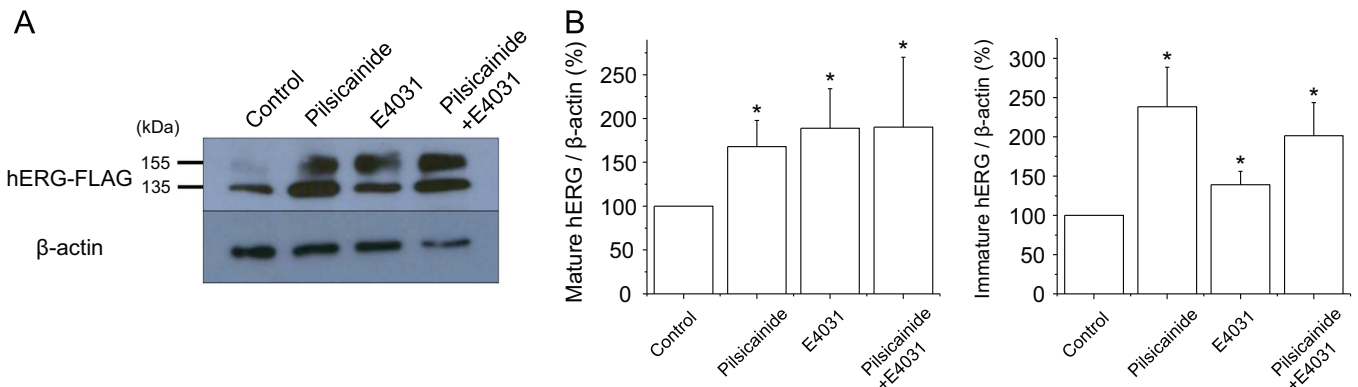 A
Control
Pilsicainide
E4031
Pilsicainide
+E4031
(kDa)
155
hERG-FLAG
135
β-actin
B
Mature hERG / β-actin (%)
250
200
150
100
50
0
*
*
*
Control
Pilsicainide
E4031
Pilsicainide
+E4031
Immature hERG / β-actin (%)
300
250
200
150
100
50
0
*
*
*
Control
Pilsicainide
E4031
Pilsicainide
+E4031